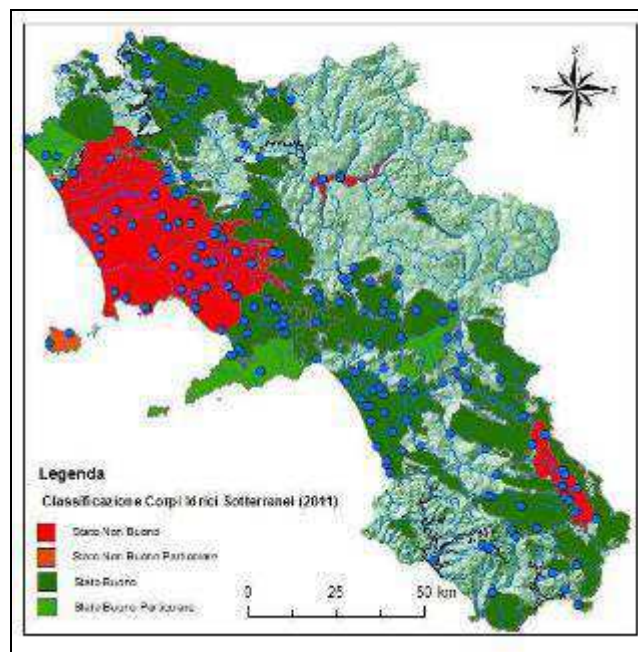 Legenda
Classificazione Corpi Idrici Sotterranei (2011)
Stato Non Buono
Stato Non Buono Particolare
Stato Buono
Stato Buono Particolare
0 25 50 km